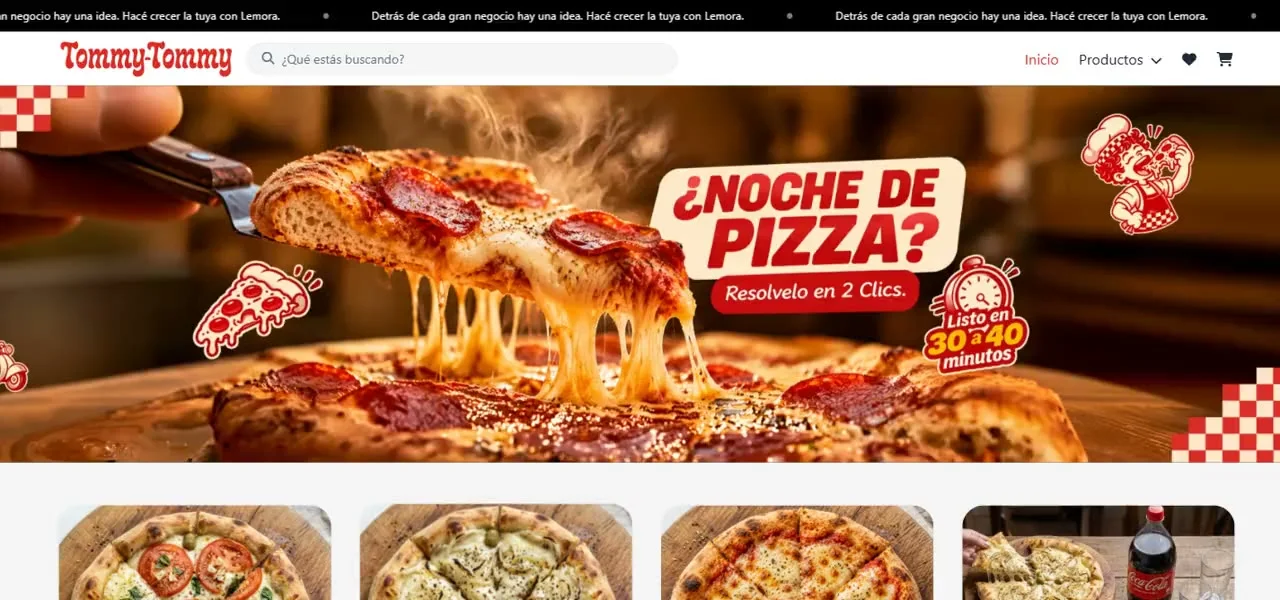 n negocio hay una idea. Hacé crecer la tuya con Lemora. • Detrás de cada gran negocio hay una idea. Hacé crecer la tuya con Lemora. • Detrás de cada gran negocio hay una idea. Hacé crecer la tuya con Lemora. •
Tommy-Tommy
¿Qué estás buscando?
Inicio
Productos
¿NOCHE DE
PIZZA?
Resolvelo en 2 Clics.
Listo en
30 a 40
minutos
Coca-Cola